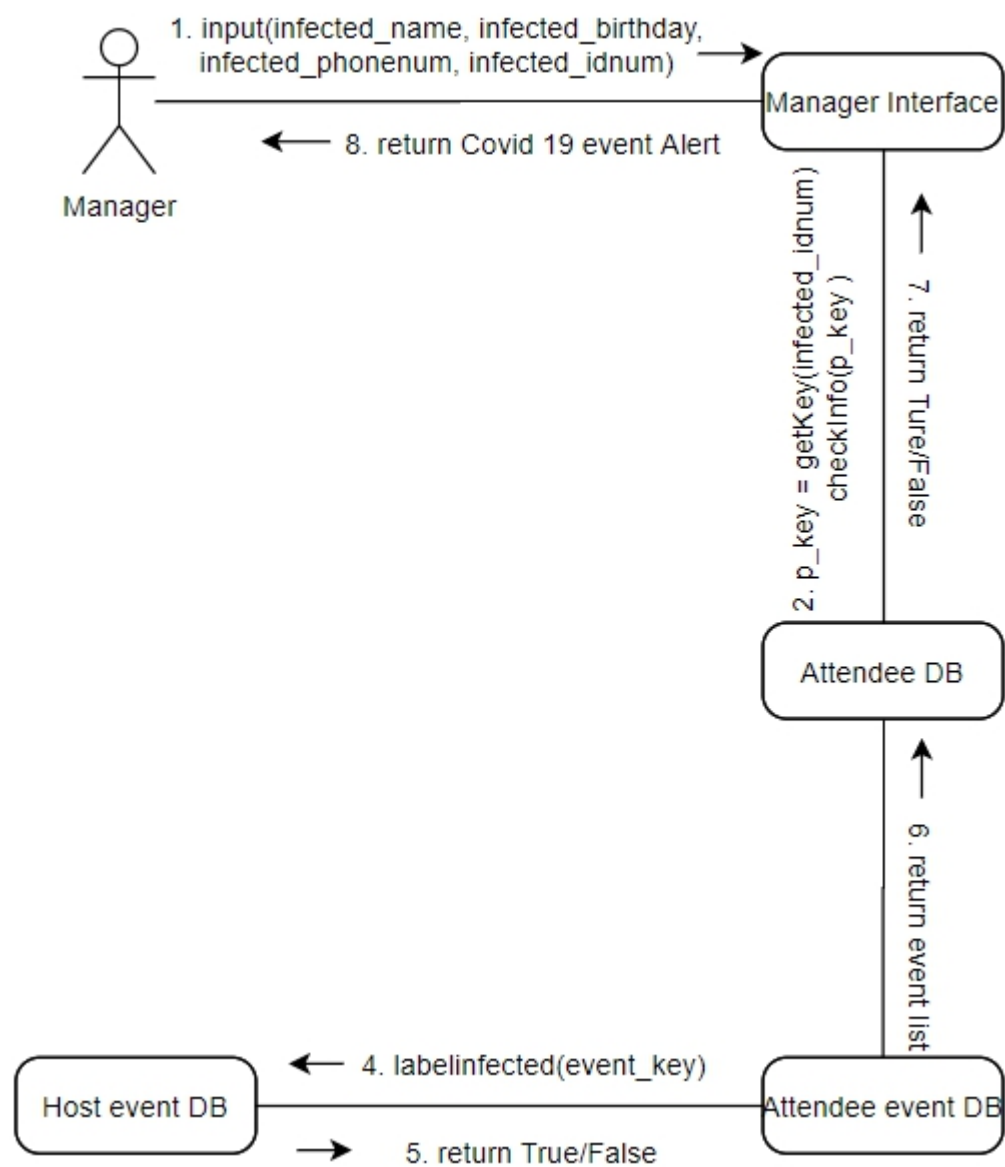 1. input(infected_name, infected_birthday,
infected_phonenum, infected_idnum)
Manager Interface
8. return Covid 19 event Alert
Manager
2. p_key = getKey(infected_idnum)
checkInfo(p_key )
7. return Ture/False
Attendee DB
6. return event list
4. labelinfected(event_key)
Host event DB
Attendee event DB
5. return True/False